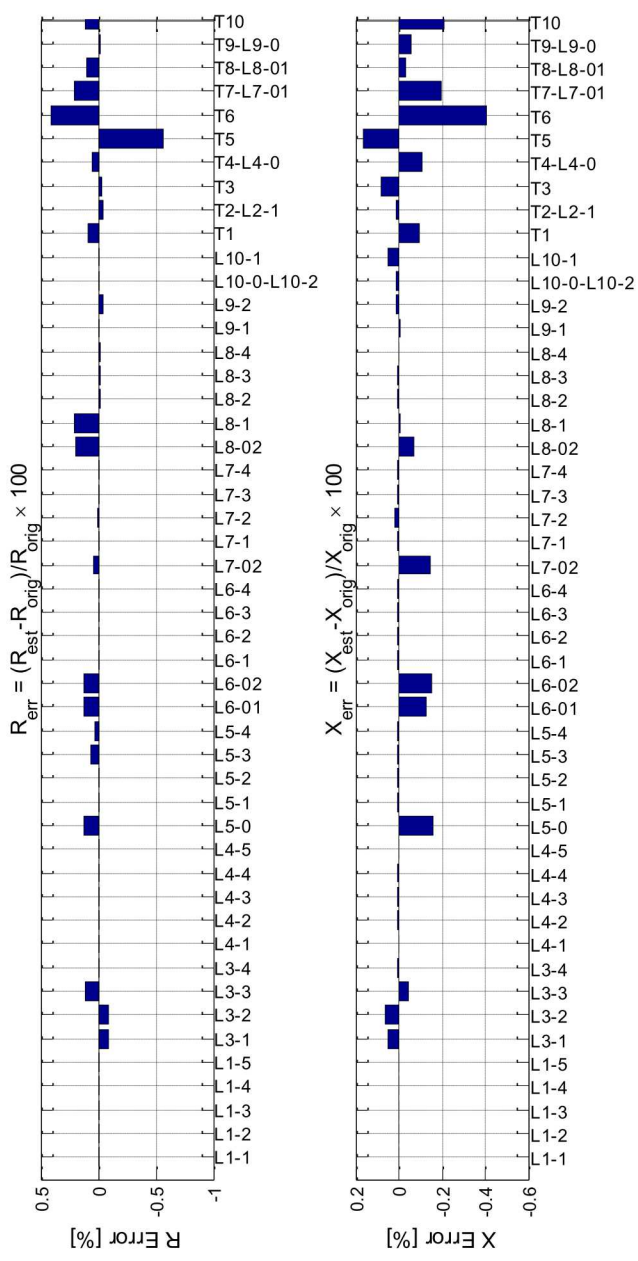 R_err = (R_est-R_orig)/R_orig × 100
R Error [%]
0.5
0
-0.5
-1
L1-1
L1-2
L1-3
L1-4
L1-5
L3-1
L3-2
L3-3
L3-4
L4-1
L4-2
L4-3
L4-4
L4-5
L5-0
L5-1
L5-2
L5-3
L5-4
L6-01
L6-02
L6-1
L6-2
L6-3
L6-4
L7-02
L7-1
L7-2
L7-3
L7-4
L8-02
L8-1
L8-2
L8-3
L8-4
L9-1
L9-2
L10-0-L10-2
L10-1
T1
T2-L2-1
T3
T4-L4-0
T5
T6
T7-L7-01
T8-L8-01
T9-L9-0
T10
X_err = (X_est-X_orig)/X_orig × 100
X Error [%]
0.2
0
-0.2
-0.4
-0.6
L1-1
L1-2
L1-3
L1-4
L1-5
L3-1
L3-2
L3-3
L3-4
L4-1
L4-2
L4-3
L4-4
L4-5
L5-0
L5-1
L5-2
L5-3
L5-4
L6-01
L6-02
L6-1
L6-2
L6-3
L6-4
L7-02
L7-1
L7-2
L7-3
L7-4
L8-02
L8-1
L8-2
L8-3
L8-4
L9-1
L9-2
L10-0-L10-2
L10-1
T1
T2-L2-1
T3
T4-L4-0
T5
T6
T7-L7-01
T8-L8-01
T9-L9-0
T10